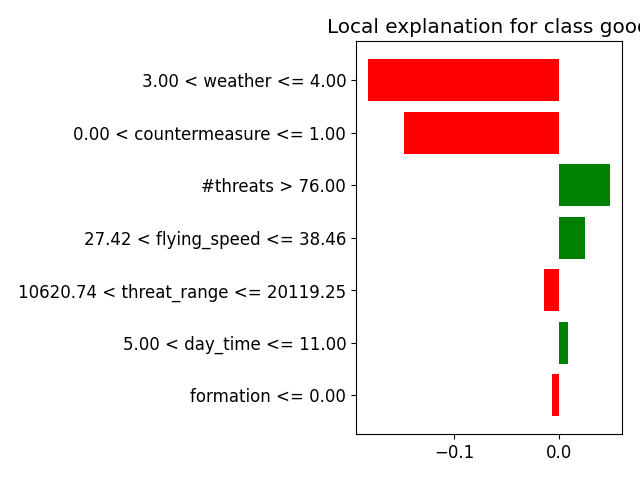 Local explanation for class good
3.00 < weather <= 4.00
0.00 < countermeasure <= 1.00
#threats > 76.00
27.42 < flying_speed <= 38.46
10620.74 < threat_range <= 20119.25
5.00 < day_time <= 11.00
formation <= 0.00
−0.1 0.0